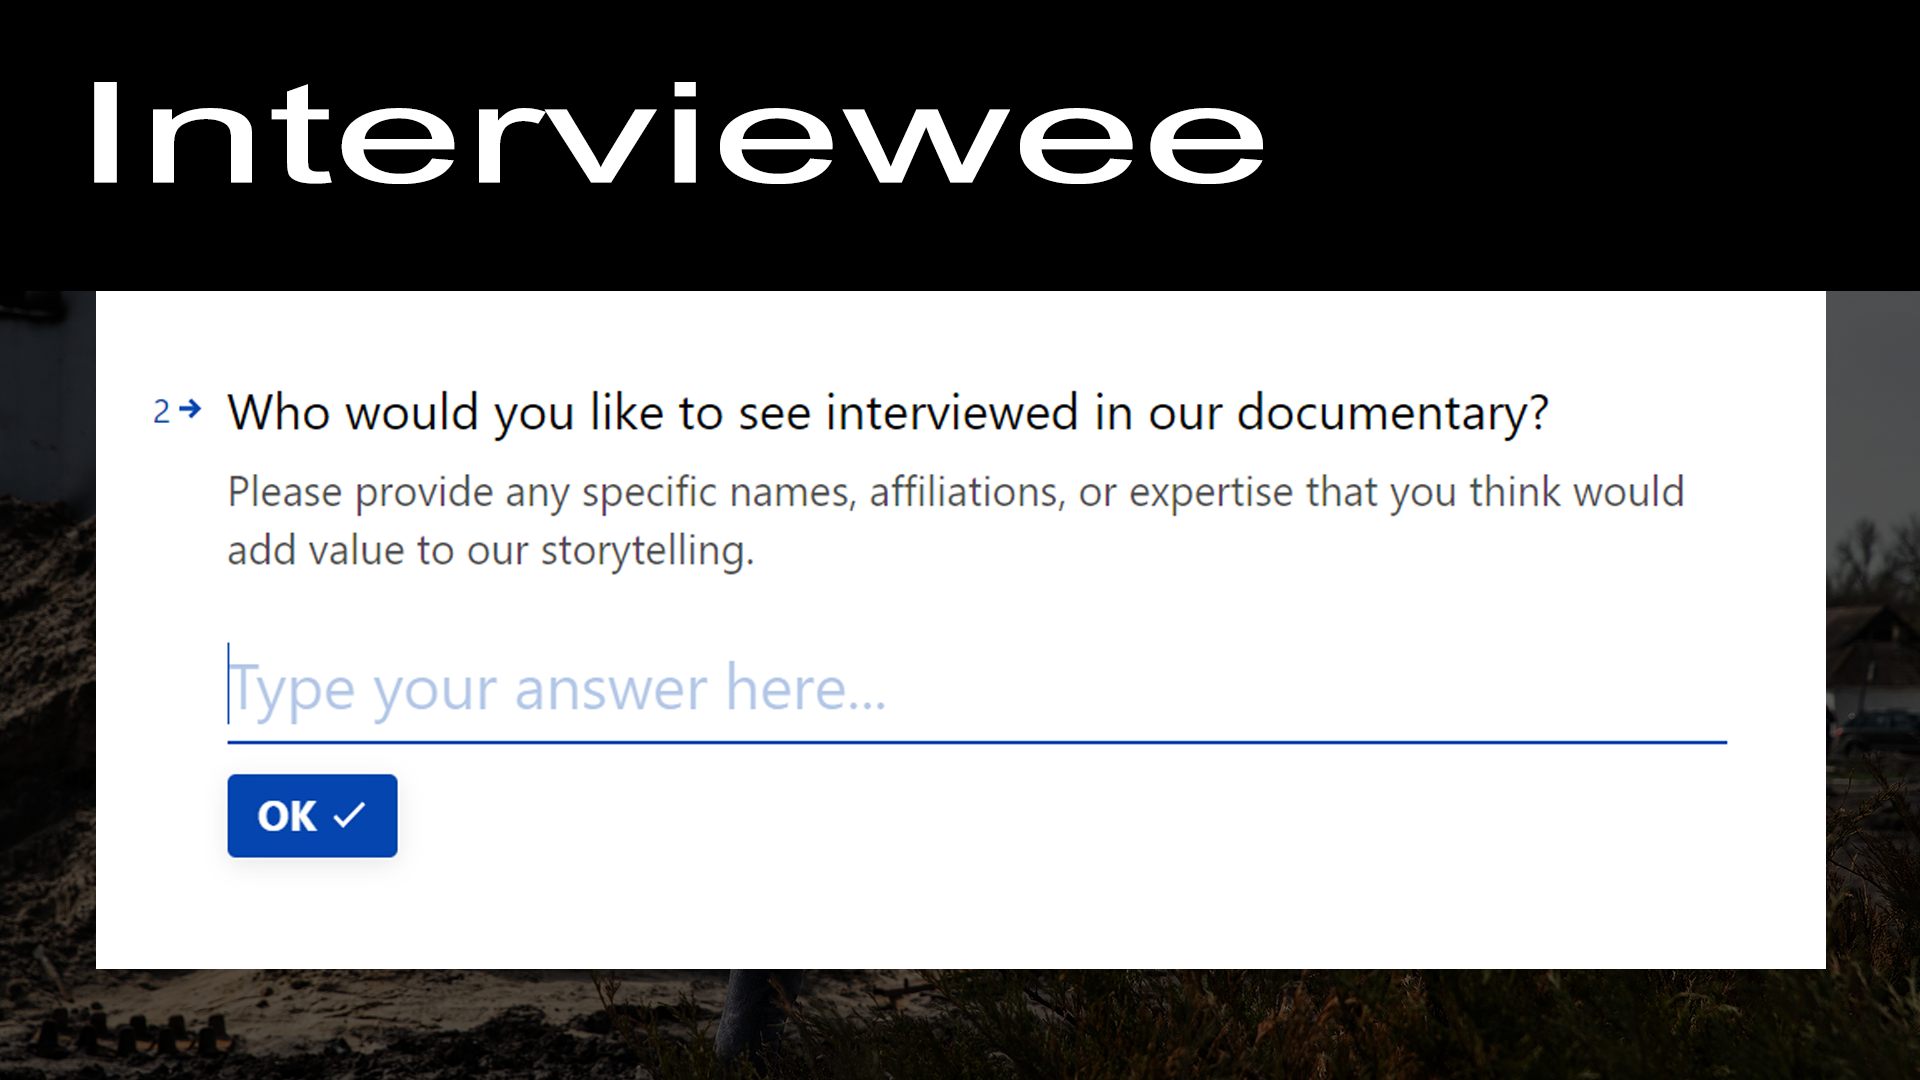 Interviewee
2→ Who would you like to see interviewed in our documentary?
Please provide any specific names, affiliations, or expertise that you think would
add value to our storytelling.
Type your answer here...
OK ✓